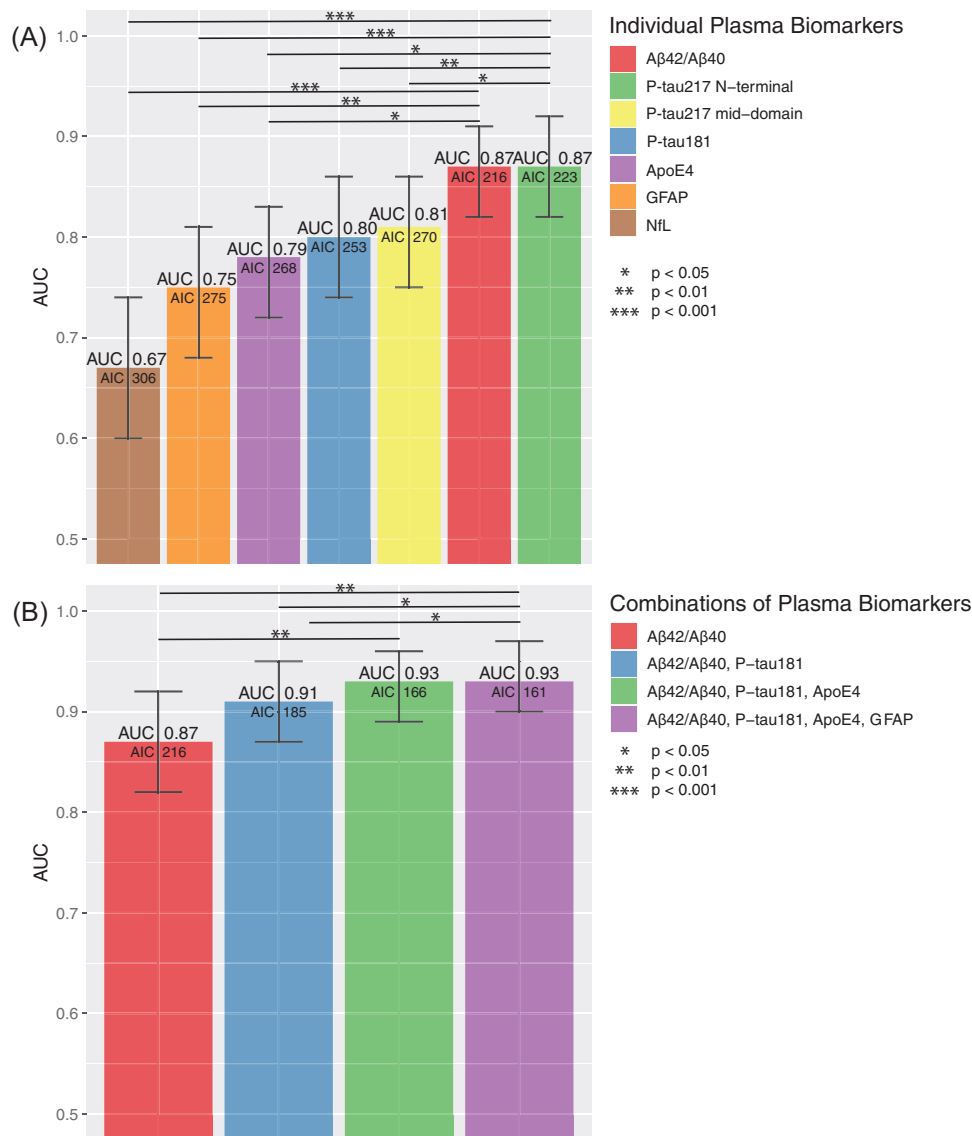 (A)
Individual Plasma Biomarkers
Aβ42/Aβ40
P-tau217 N-terminal
P-tau217 mid-domain
P-tau181
ApoE4
GFAP
NfL
* p < 0.05
** p < 0.01
*** p < 0.001
***
***
*
**
*
***
**
*
AUC
1.0
0.9
0.8
0.7
0.6
0.5
AUC 0.67
AIC 306
AUC 0.75
AIC 275
AUC 0.79
AIC 268
AUC 0.80
AIC 253
AUC 0.81
AIC 270
AUC 0.87
AIC 216
AUC 0.87
AIC 223
(B)
Combinations of Plasma Biomarkers
Aβ42/Aβ40
Aβ42/Aβ40, P-tau181
Aβ42/Aβ40, P-tau181, ApoE4
Aβ42/Aβ40, P-tau181, ApoE4, GFAP
* p < 0.05
** p < 0.01
*** p < 0.001
**
*
*
**
AUC
1.0
0.9
0.8
0.7
0.6
0.5
AUC 0.87
AIC 216
AUC 0.91
AIC 185
AUC 0.93
AIC 166
AUC 0.93
AIC 161